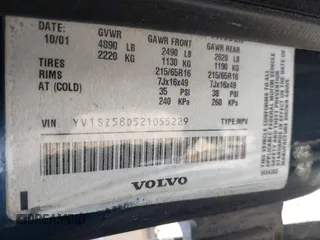 DATE: GVWR GAWR FRONT GAWR REAR
10/01 4890 LB 2490 LB 2620 LB
2220 KG 1130 KG 1190 KG
TIRES 215/65R16 215/65R16
RIMS 7Jx16x49 7Jx16x49
AT (COLD) 35 38
PSI PSI
240 KPA 260 KPA
VIN YV1SZ58D521055229 TYPE:MPV
VOLVO